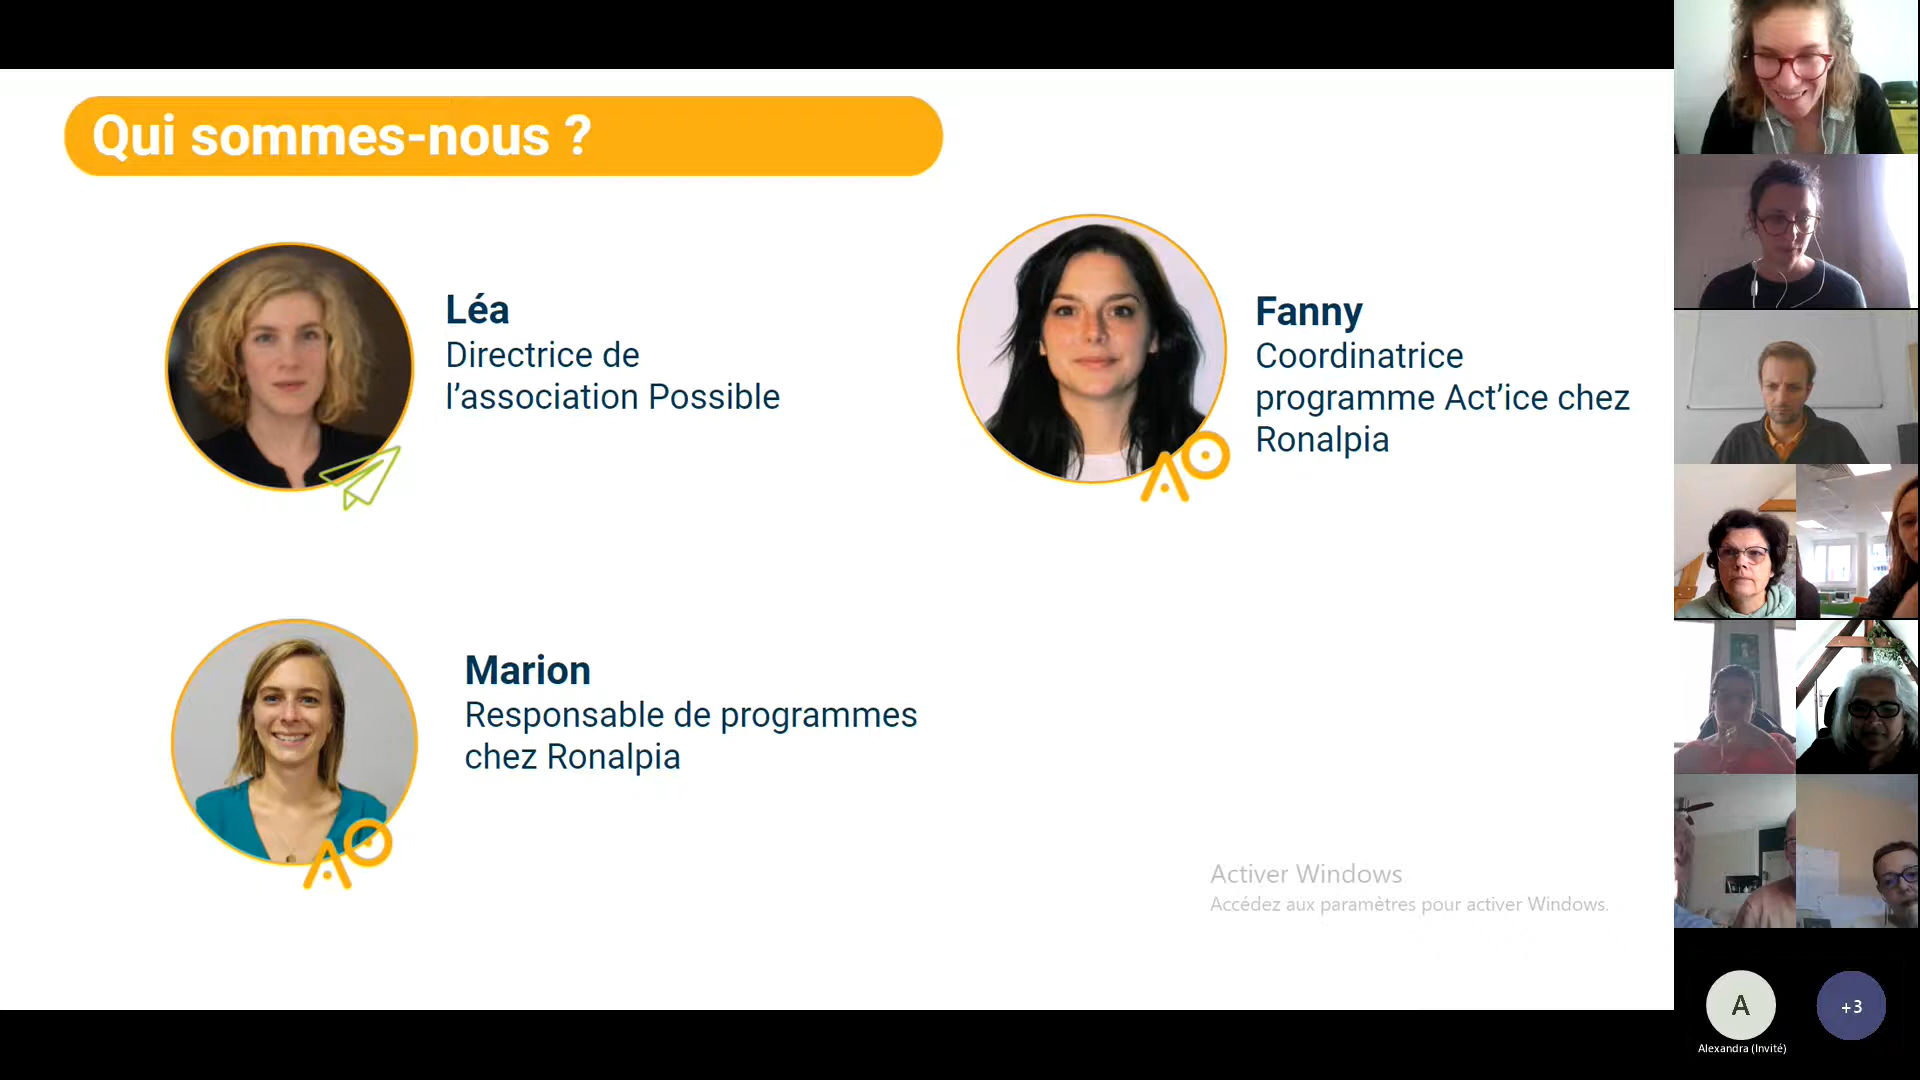 Qui sommes-nous ?
Léa
Directrice de
l’association Possible
Fanny
Coordinatrice
programme Act’ice chez
Ronalpia
Marion
Responsable de programmes
chez Ronalpia
Activer Windows
Accédez aux paramètres pour activer Windows.
A
+3
Alexandra (Invité)